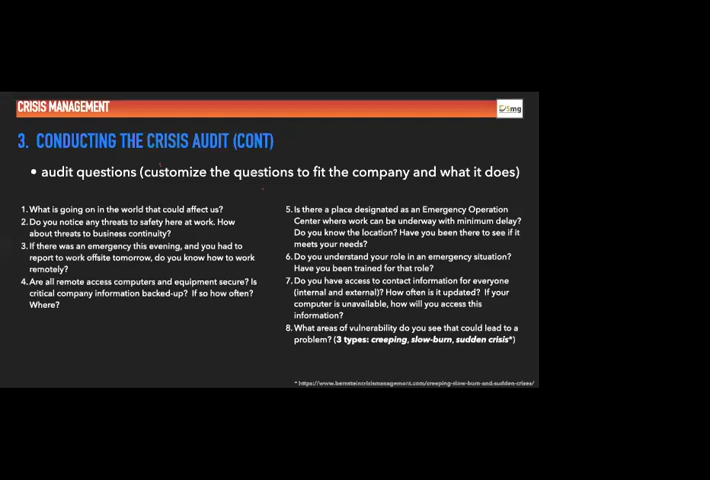 CRISIS MANAGEMENT
5mg
3. CONDUCTING THE CRISIS AUDIT (CONT)
• audit questions (customize the questions to fit the company and what it does)
1. What is going on in the world that could affect us?
2. Do you notice any threats to safety here at work. How
about threats to business continuity?
3. If there was an emergency this evening, and you had to
report to work offsite tomorrow, do you know how to work
remotely?
4. Are all remote access computers and equipment secure? Is
critical company information backed-up? If so how often?
Where?
5. Is there a place designated as an Emergency Operation
Center where work can be underway with minimum delay?
Do you know the location? Have you been there to see if it
meets your needs?
6. Do you understand your role in an emergency situation?
Have you been trained for that role?
7. Do you have access to contact information for everyone
(internal and external)? How often is it updated? If your
computer is unavailable, how will you access this
information?
8. What areas of vulnerability do you see that could lead to a
problem? (3 types: creeping, slow-burn, sudden crisis*)
* https://www.bernsteincrisismanagement.com/creeping-slow-burn-and-sudden-crises/